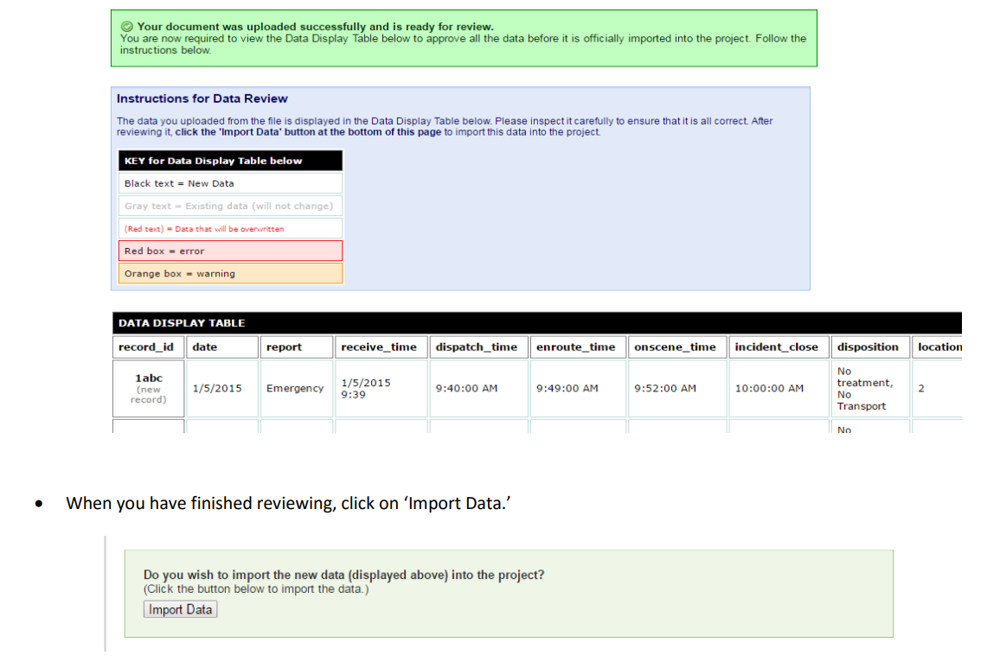 Your document was uploaded successfully and is ready for review.
You are now required to view the Data Display Table below to approve all the data before it is officially imported into the project. Follow the
instructions below.
Instructions for Data Review
The data you uploaded from the file is displayed in the Data Display Table below. Please inspect it carefully to ensure that it is all correct. After
reviewing it, click the 'Import Data' button at the bottom of this page to import this data into the project.
KEY for Data Display Table below
Black text = New Data
Gray text = Existing data (will not change)
(Red text) = Data that will be overwritten
Red box = error
Orange box = warning
DATA DISPLAY TABLE
record_id date report receive_time dispatch_time enroute_time onscene_time incident_close disposition location
1abc
(new
record)
1/5/2015
Emergency
1/5/2015
9:39
9:40:00 AM
9:49:00 AM
9:52:00 AM
10:00:00 AM
No
treatment,
No
Transport
2
No
• When you have finished reviewing, click on ‘Import Data.’
Do you wish to import the new data (displayed above) into the project?
(Click the button below to import the data.)
Import Data